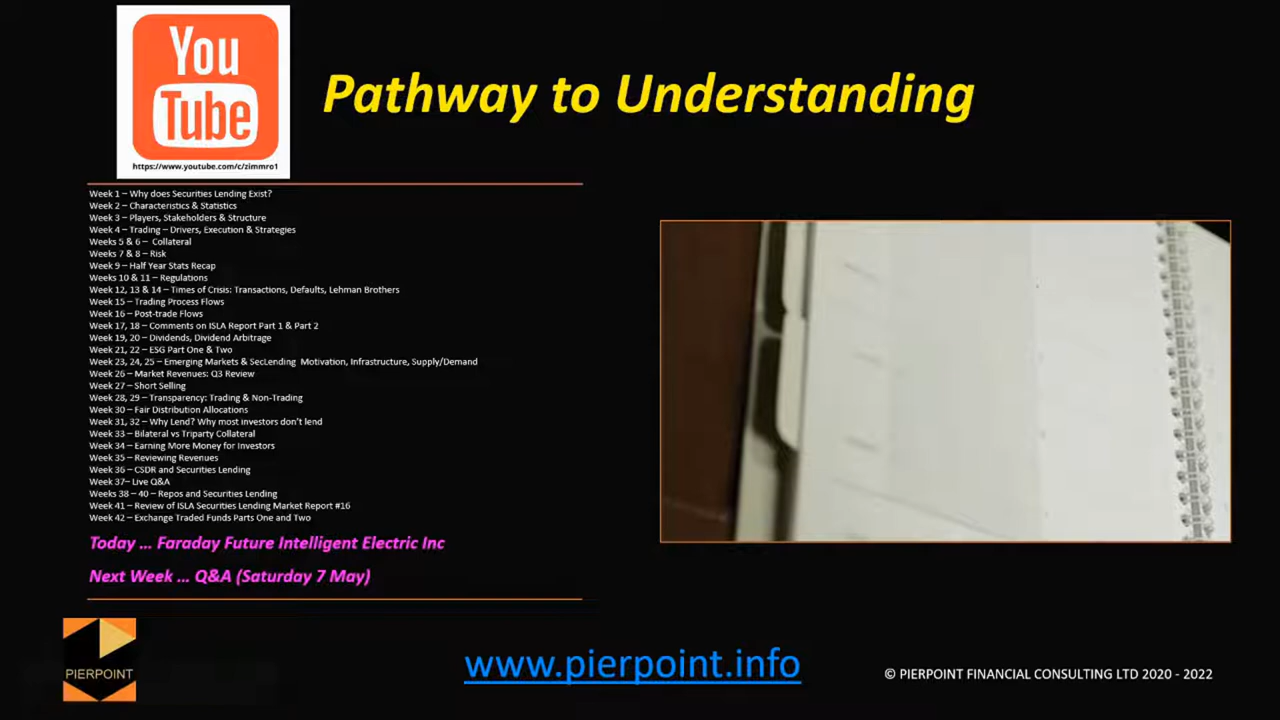 You
Tube
https://www.youtube.com/c/zimmro1
Pathway to Understanding
Week 1 – Why does Securities Lending Exist?
Week 2 – Characteristics & Statistics
Week 3 – Players, Stakeholders & Structure
Week 4 – Trading – Drivers, Execution & Strategies
Weeks 5 & 6 – Collateral
Weeks 7 & 8 – Risk
Week 9 – Half Year Stats Recap
Weeks 10 & 11 – Regulations
Week 12, 13 & 14 – Times of Crisis: Transactions, Defaults, Lehman Brothers
Week 15 – Trading Process Flows
Week 16 – Post-trade Flows
Week 17, 18 – Comments on ISLA Report Part 1 & Part 2
Week 19, 20 – Dividends, Dividend Arbitrage
Week 21, 22 – ESG Part One & Two
Week 23, 24, 25 – Emerging Markets & SecLending Motivation, Infrastructure, Supply/Demand
Week 26 – Market Revenues: Q3 Review
Week 27 – Short Selling
Week 28, 29 – Transparency: Trading & Non-Trading
Week 30 – Fair Distribution Allocations
Week 31, 32 – Why Lend? Why most investors don't lend
Week 33 – Bilateral vs Triparty Collateral
Week 34 – Earning More Money for Investors
Week 35 – Reviewing Revenues
Week 36 – CSDR and Securities Lending
Week 37– Live Q&A
Weeks 38 – 40 – Repos and Securities Lending
Week 41 – Review of ISLA Securities Lending Market Report #16
Week 42 – Exchange Traded Funds Parts One and Two
Today ... Faraday Future Intelligent Electric Inc
Next Week ... Q&A (Saturday 7 May)
PIERPOINT
www.pierpoint.info
© PIERPOINT FINANCIAL CONSULTING LTD 2020 - 2022